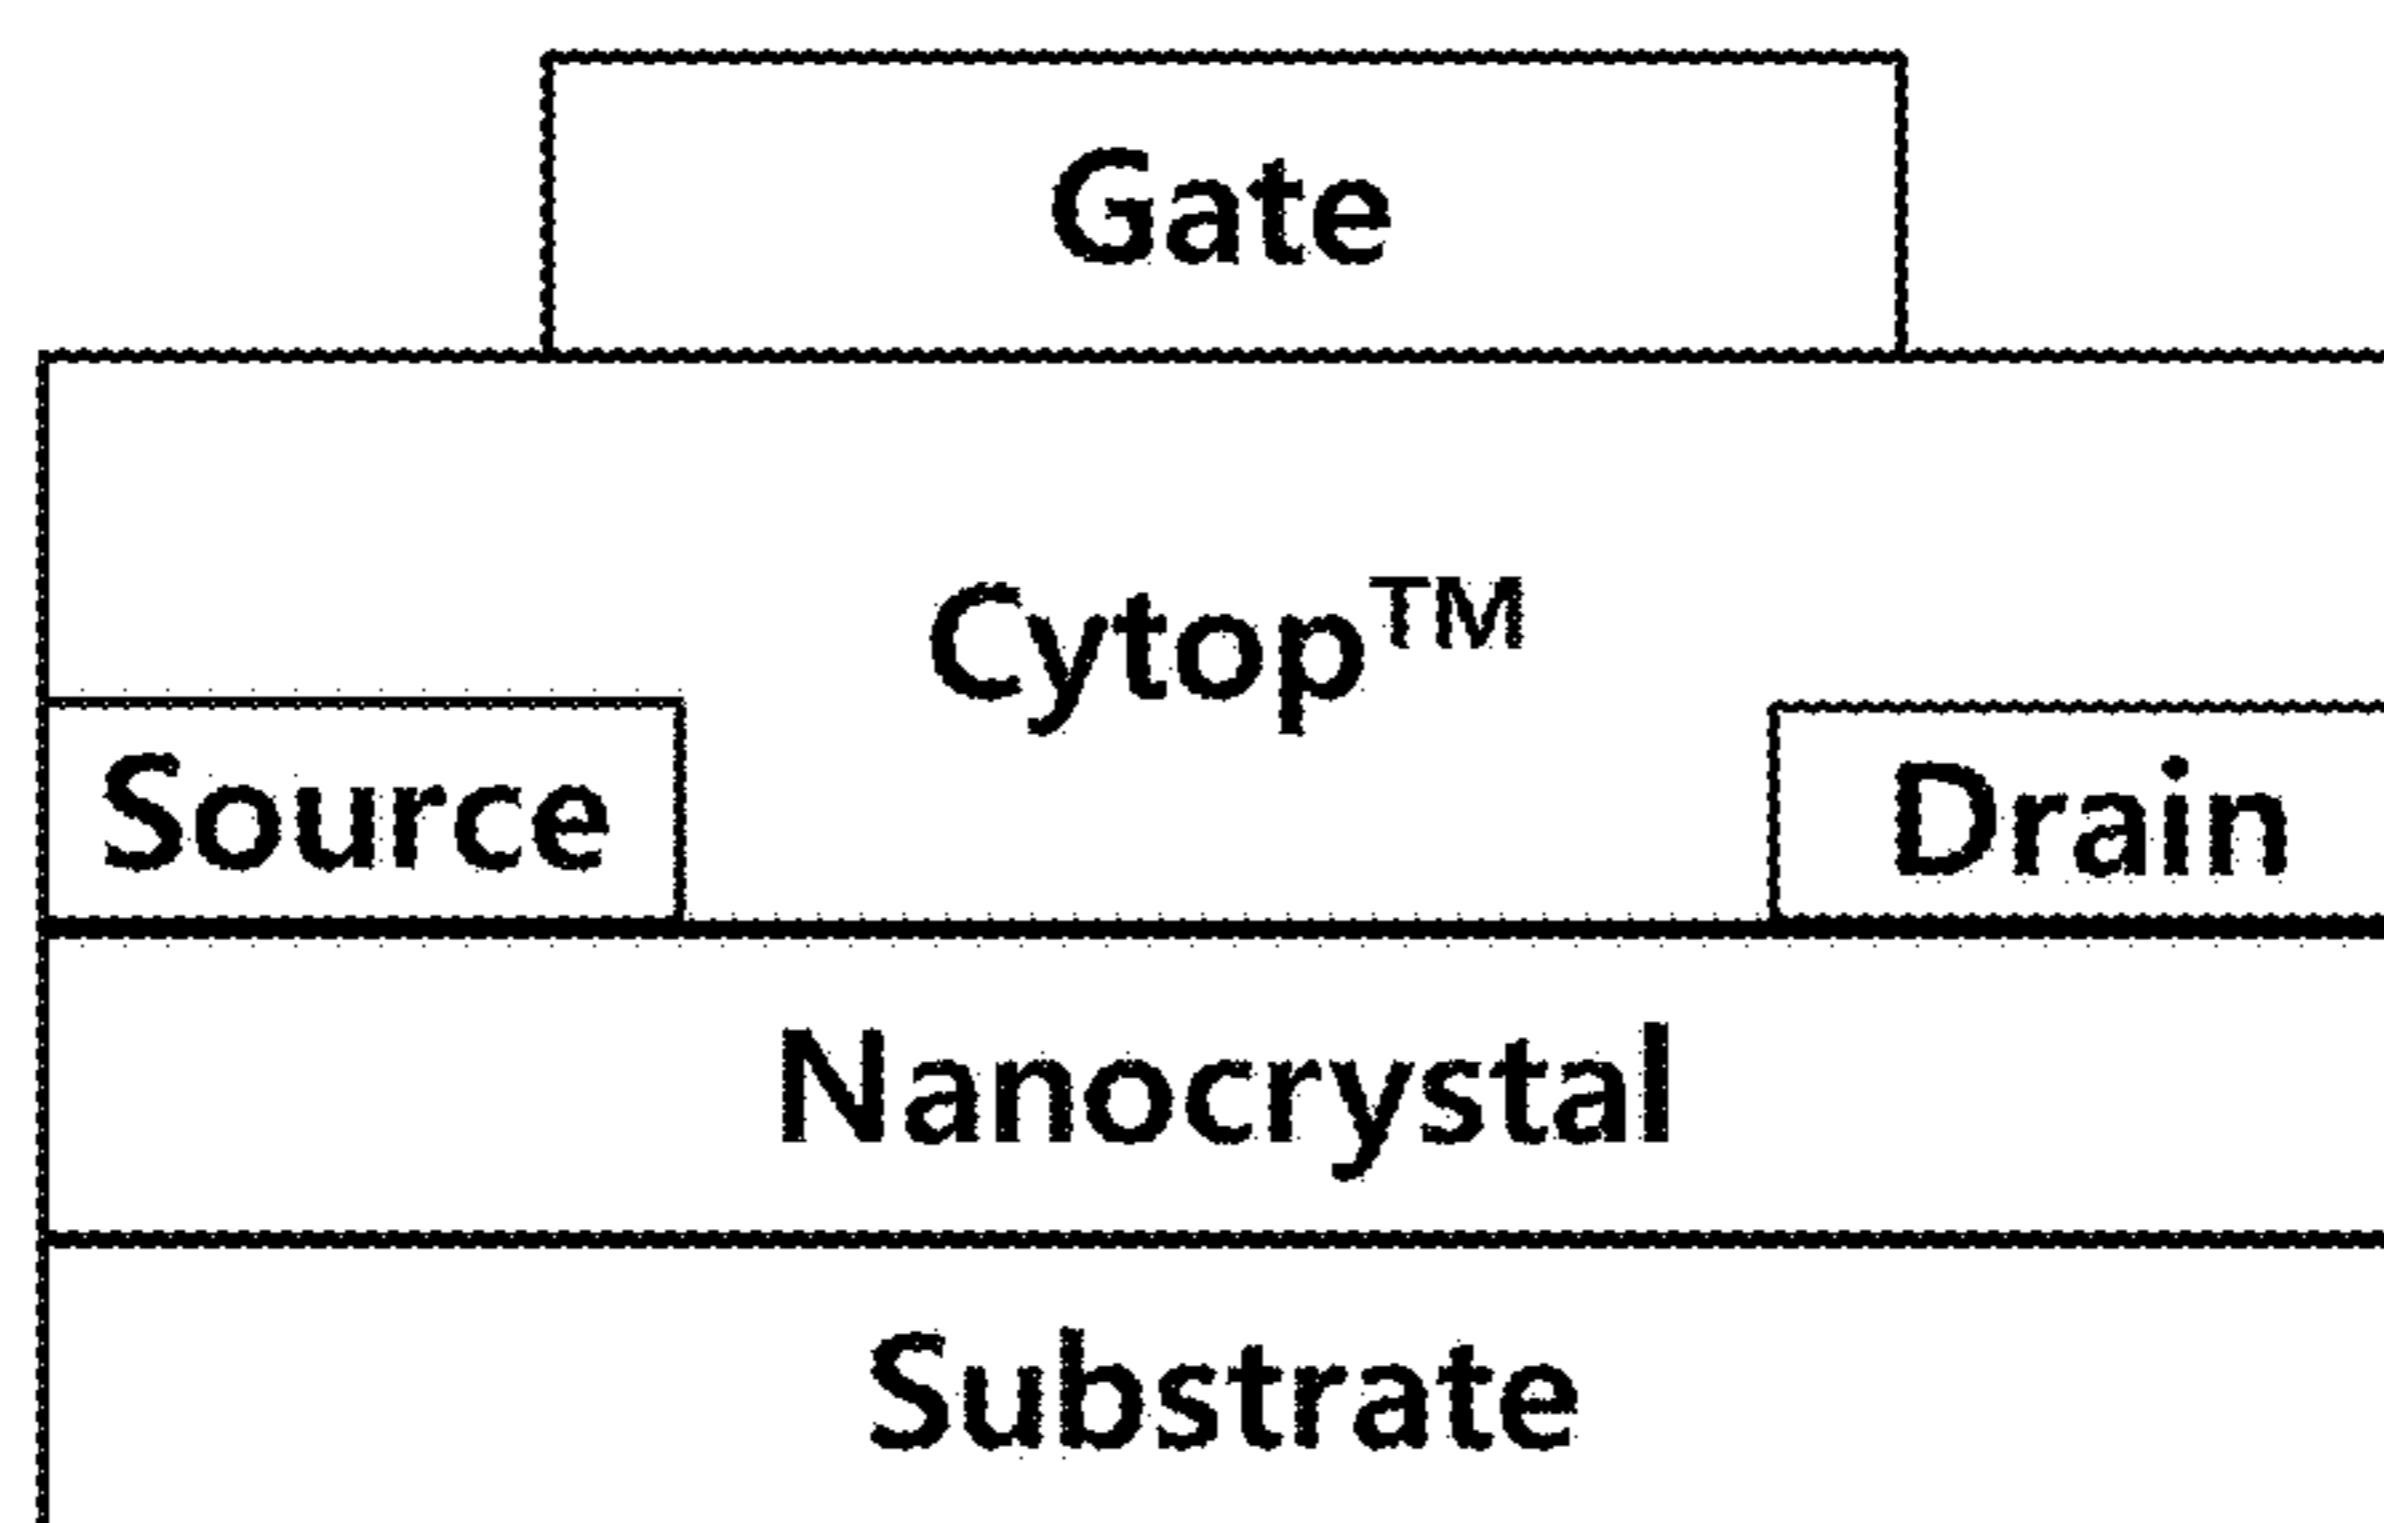 Gate
Cytop™
Source
Drain
Nanocrystal
Substrate